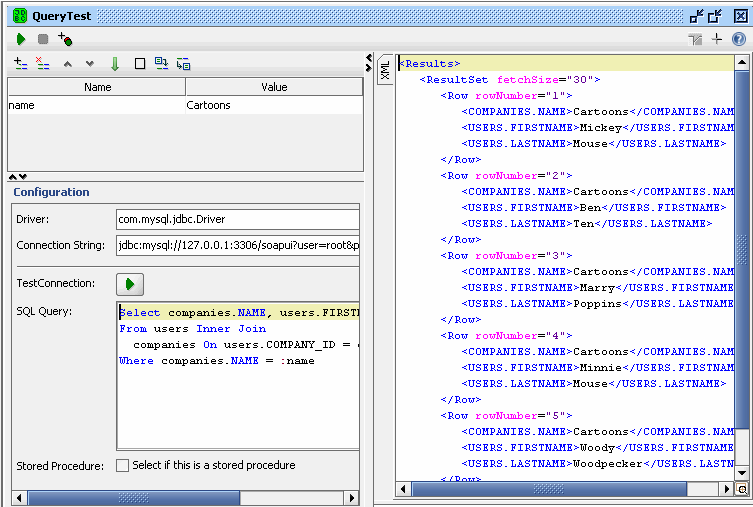 QueryTest
Name Value
name Cartoons
Configuration
Driver: com.mysql.jdbc.Driver
Connection String: jdbc:mysql://127.0.0.1:3306/soapui?user=root&p
TestConnection:
SQL Query:
Select companies.NAME, users.FIRST
From users Inner Join
companies On users.COMPANY_ID =
Where companies.NAME = :name
Stored Procedure: Select if this is a stored procedure
XML
<Results>
<ResultSet fetchSize="30">
<Row rowNumber="1">
<COMPANIES.NAME>Cartoons</COMPANIES.NAM
<USERS.FIRSTNAME>Mickey</USERS.FIRSTNAME
<USERS.LASTNAME>Mouse</USERS.LASTNAME>
</Row>
<Row rowNumber="2">
<COMPANIES.NAME>Cartoons</COMPANIES.NAM
<USERS.FIRSTNAME>Ben</USERS.FIRSTNAME>
<USERS.LASTNAME>Ten</USERS.LASTNAME>
</Row>
<Row rowNumber="3">
<COMPANIES.NAME>Cartoons</COMPANIES.NAM
<USERS.FIRSTNAME>Marry</USERS.FIRSTNAME>
<USERS.LASTNAME>Poppins</USERS.LASTNAME>
</Row>
<Row rowNumber="4">
<COMPANIES.NAME>Cartoons</COMPANIES.NAM
<USERS.FIRSTNAME>Minnie</USERS.FIRSTNAME
<USERS.LASTNAME>Mouse</USERS.LASTNAME>
</Row>
<Row rowNumber="5">
<COMPANIES.NAME>Cartoons</COMPANIES.NAM
<USERS.FIRSTNAME>Woody</USERS.FIRSTNAME>
<USERS.LASTNAME>Woodpecker</USERS.LASTN
</Row>